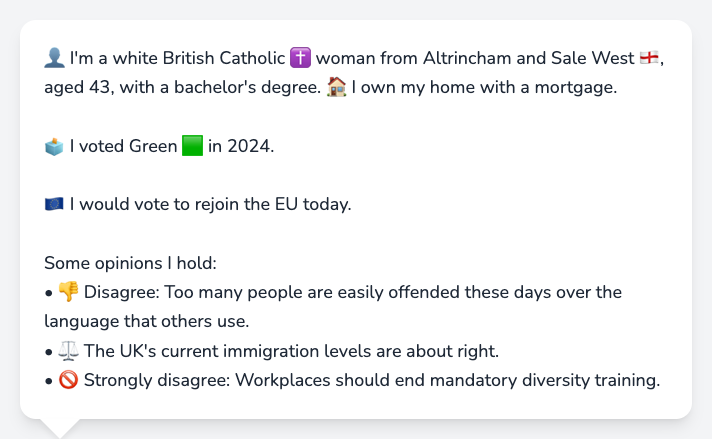 👤 I'm a white British Catholic ✝️ woman from Altrincham and Sale West 🏴󠁧󠁢󠁥󠁮󠁧󠁿,
aged 43, with a bachelor's degree. 🏠 I own my home with a mortgage.
🗳️ I voted Green 🟩 in 2024.
🇪🇺 I would vote to rejoin the EU today.
Some opinions I hold:
• 👎 Disagree: Too many people are easily offended these days over the
language that others use.
• ⚖️ The UK's current immigration levels are about right.
• 🚫 Strongly disagree: Workplaces should end mandatory diversity training.